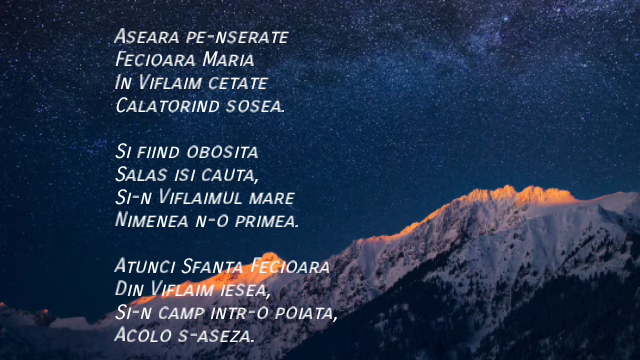 Aseara pe-nserate
Fecioara Maria
In Viflaim cetate
Calatorind sosea.

Si fiind obosita
Salas isi cauta,
Si-n Viflaimul mare
Nimenea n-o primea.

Atunci Sfanta Fecioara
Din Viflaim iesea,
Si-n camp intr-o poiata,
Acolo s-aseza.